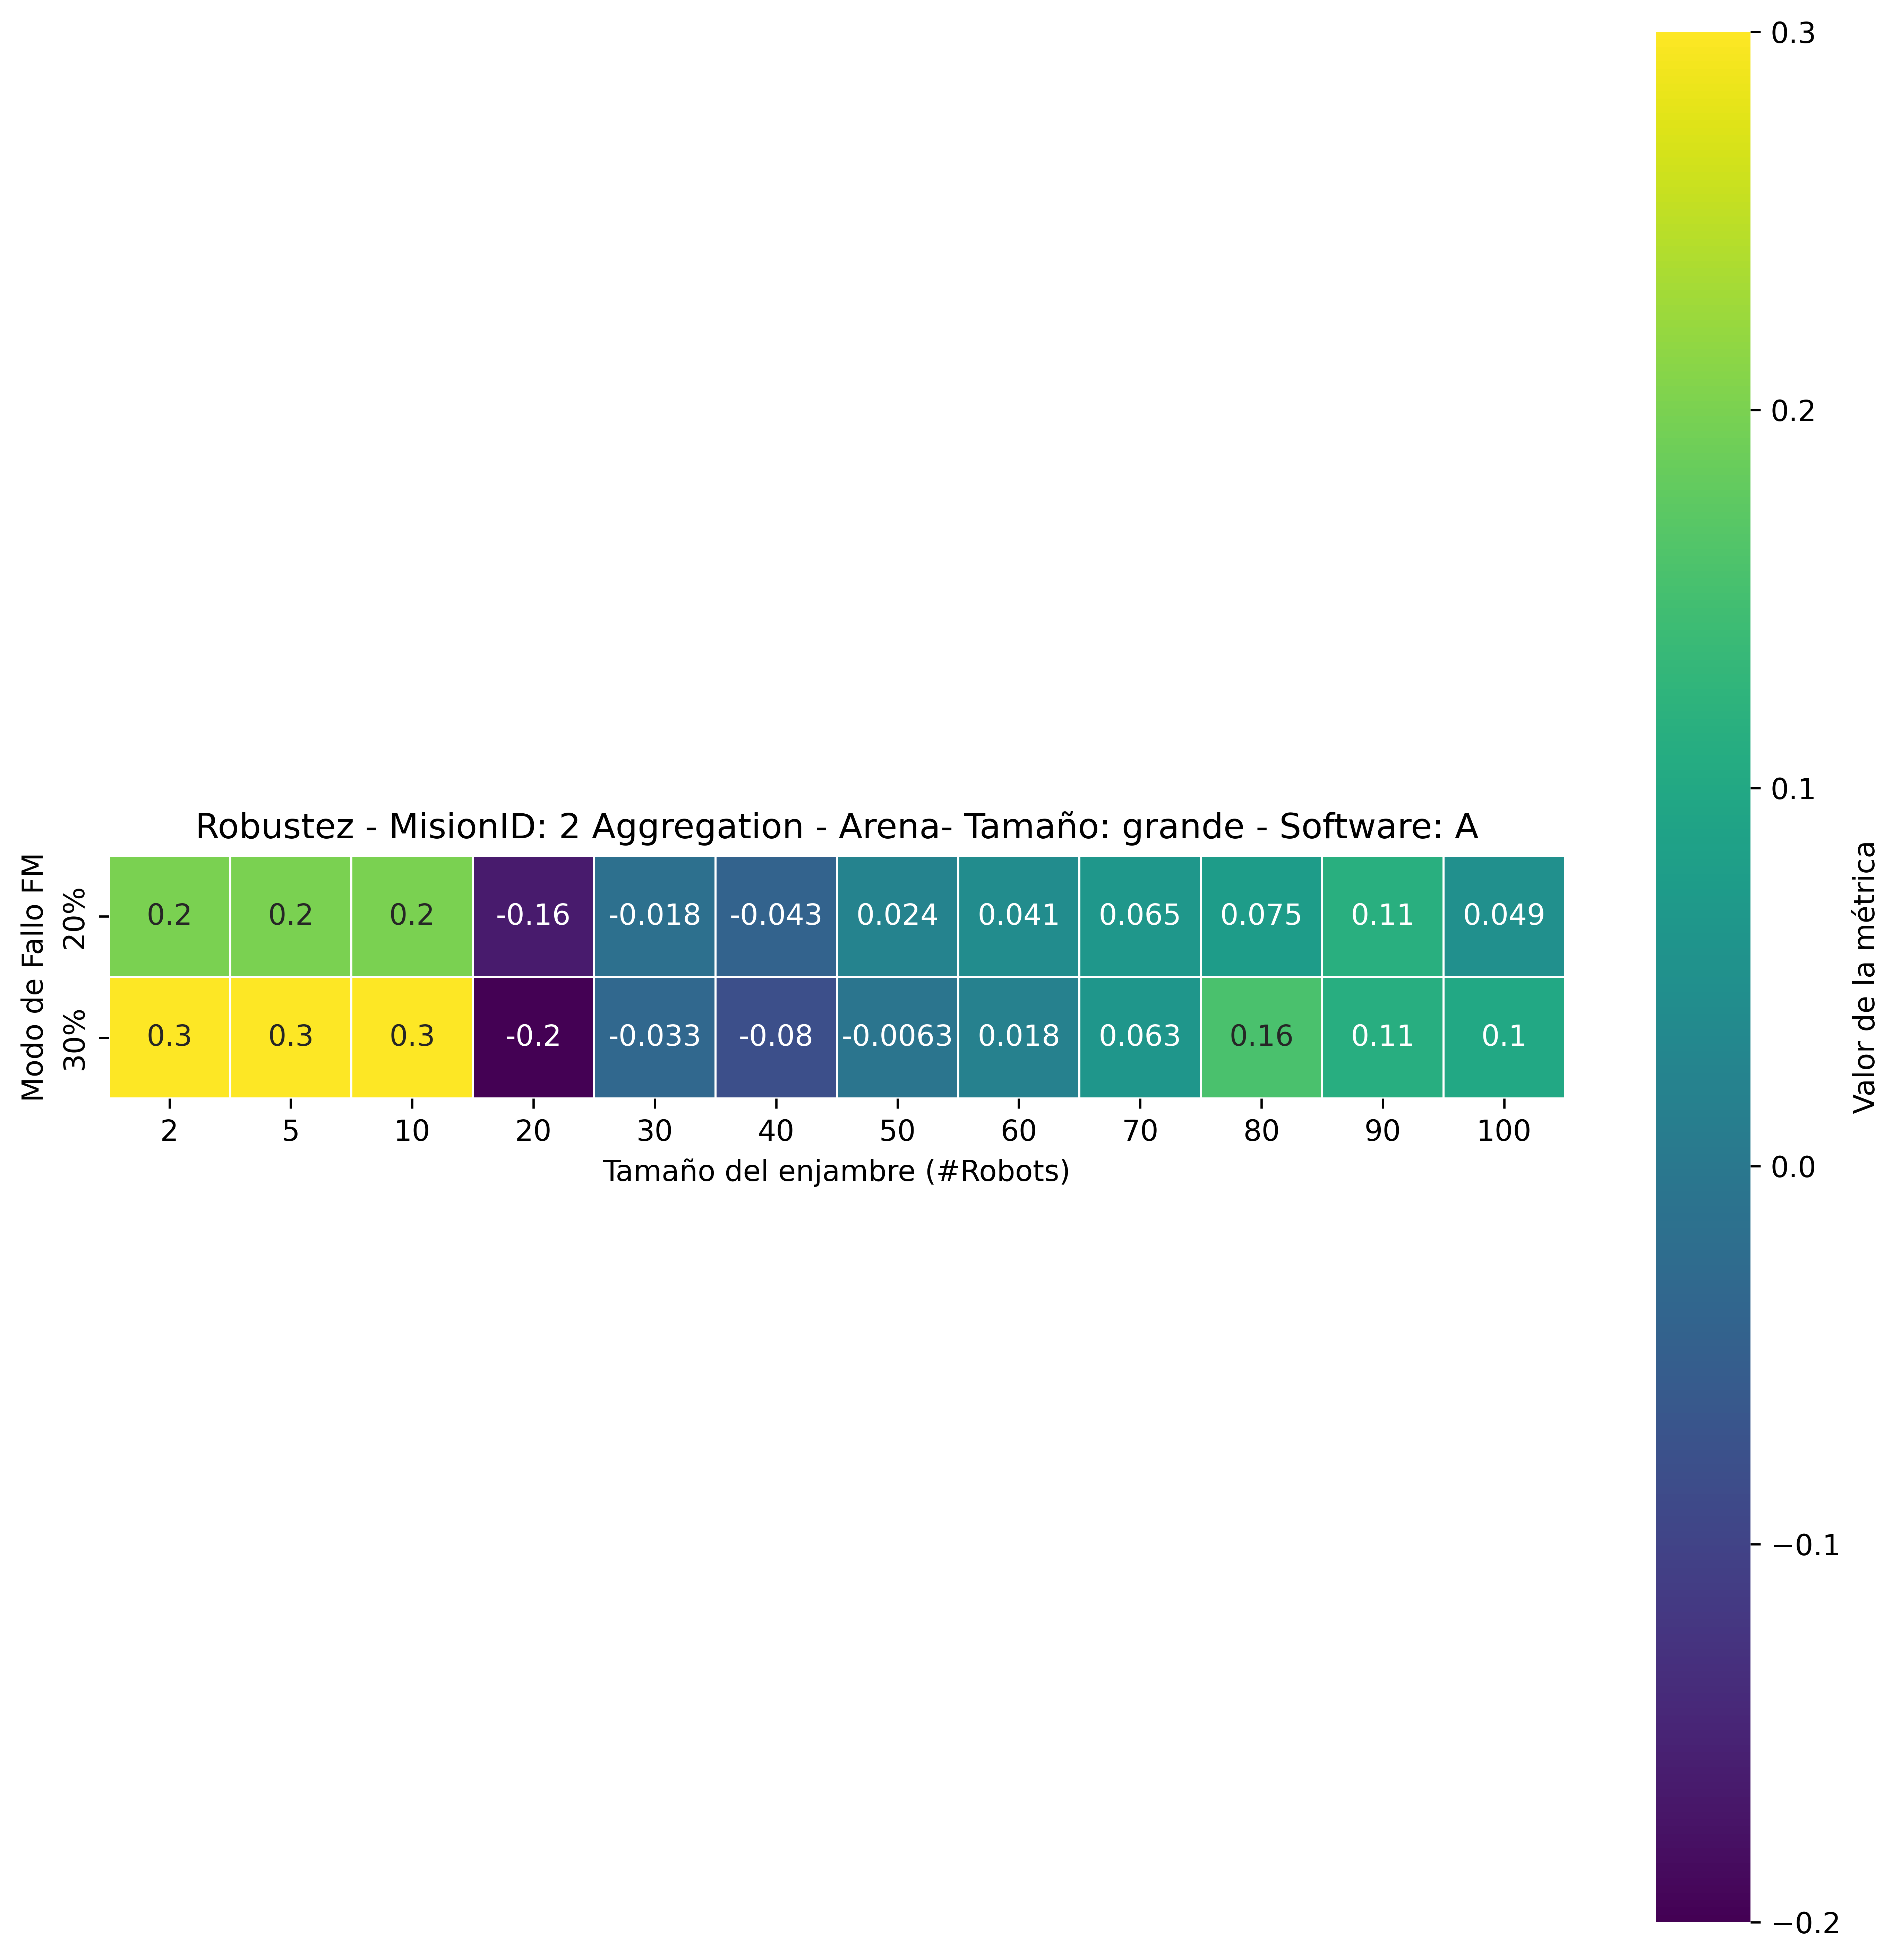 Robustez - MisionID: 2 Aggregation - Arena- Tamaño: grande - Software: A
Modo de Fallo FM
20%
0.2 0.2 0.2 -0.16 -0.018 -0.043 0.024 0.041 0.065 0.075 0.11 0.049
30%
0.3 0.3 0.3 -0.2 -0.033 -0.08 -0.0063 0.018 0.063 0.16 0.11 0.1
2 5 10 20 30 40 50 60 70 80 90 100
Tamaño del enjambre (#Robots)
0.3
0.2
0.1
0.0
−0.1
−0.2
Valor de la métrica